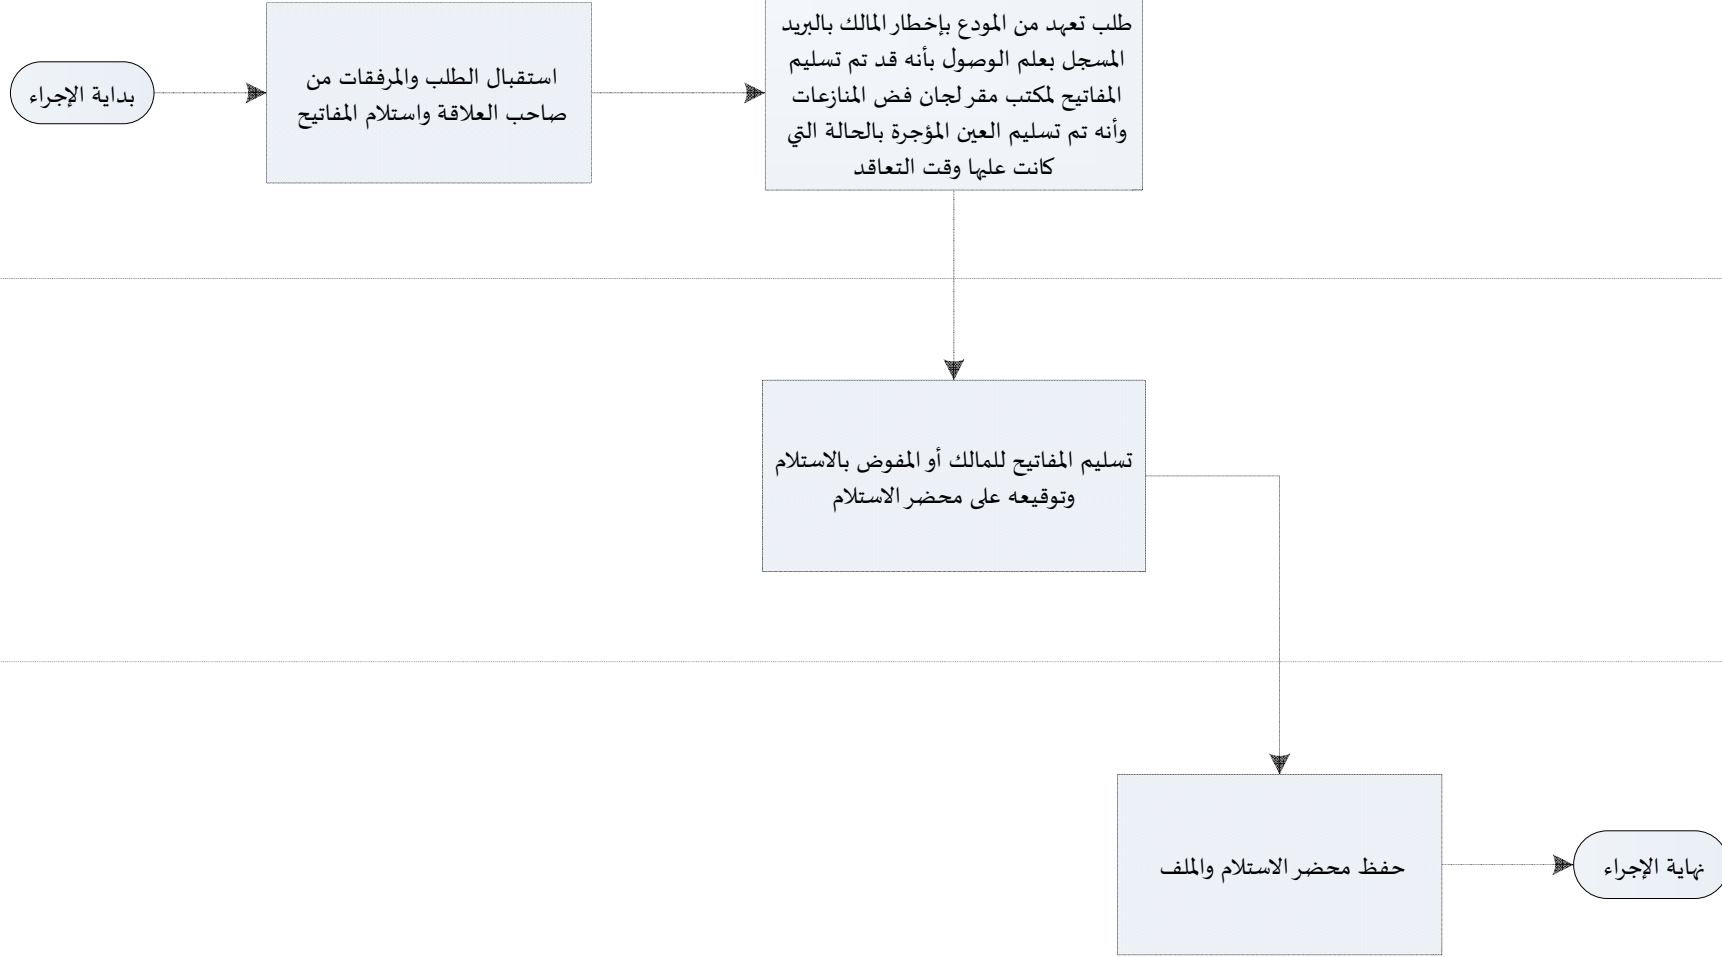 بداية الإجراء
استقبال الطلب والمرفقات من
صاحب العلاقة واستلام المفاتيح
طلب تعهد من المودع بإخطار المالك بالبريد
المسجل بعلم الوصول بأنه قد تم تسليم
المفاتيح لمكتب مقر لجان فض المنازعات
وأنه تم تسليم العين المؤجرة بالحالة التي
كانت عليها وقت التعاقد
تسليم المفاتيح للمالك أو المفوض بالاستلام
وتوقيعه على محضر الاستلام
حفظ محضر الاستلام والملف
نهاية الإجراء